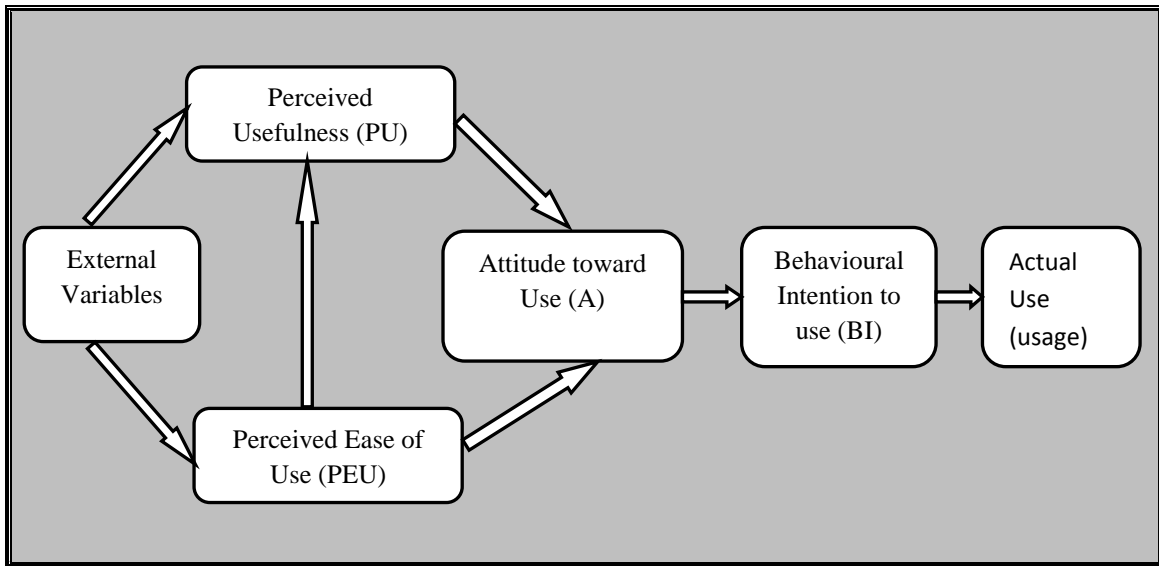 Perceived
Usefulness (PU)
External
Variables
Attitude toward
Use (A)
Behavioural
Intention to
use (BI)
Actual
Use
(usage)
Perceived Ease of
Use (PEU)